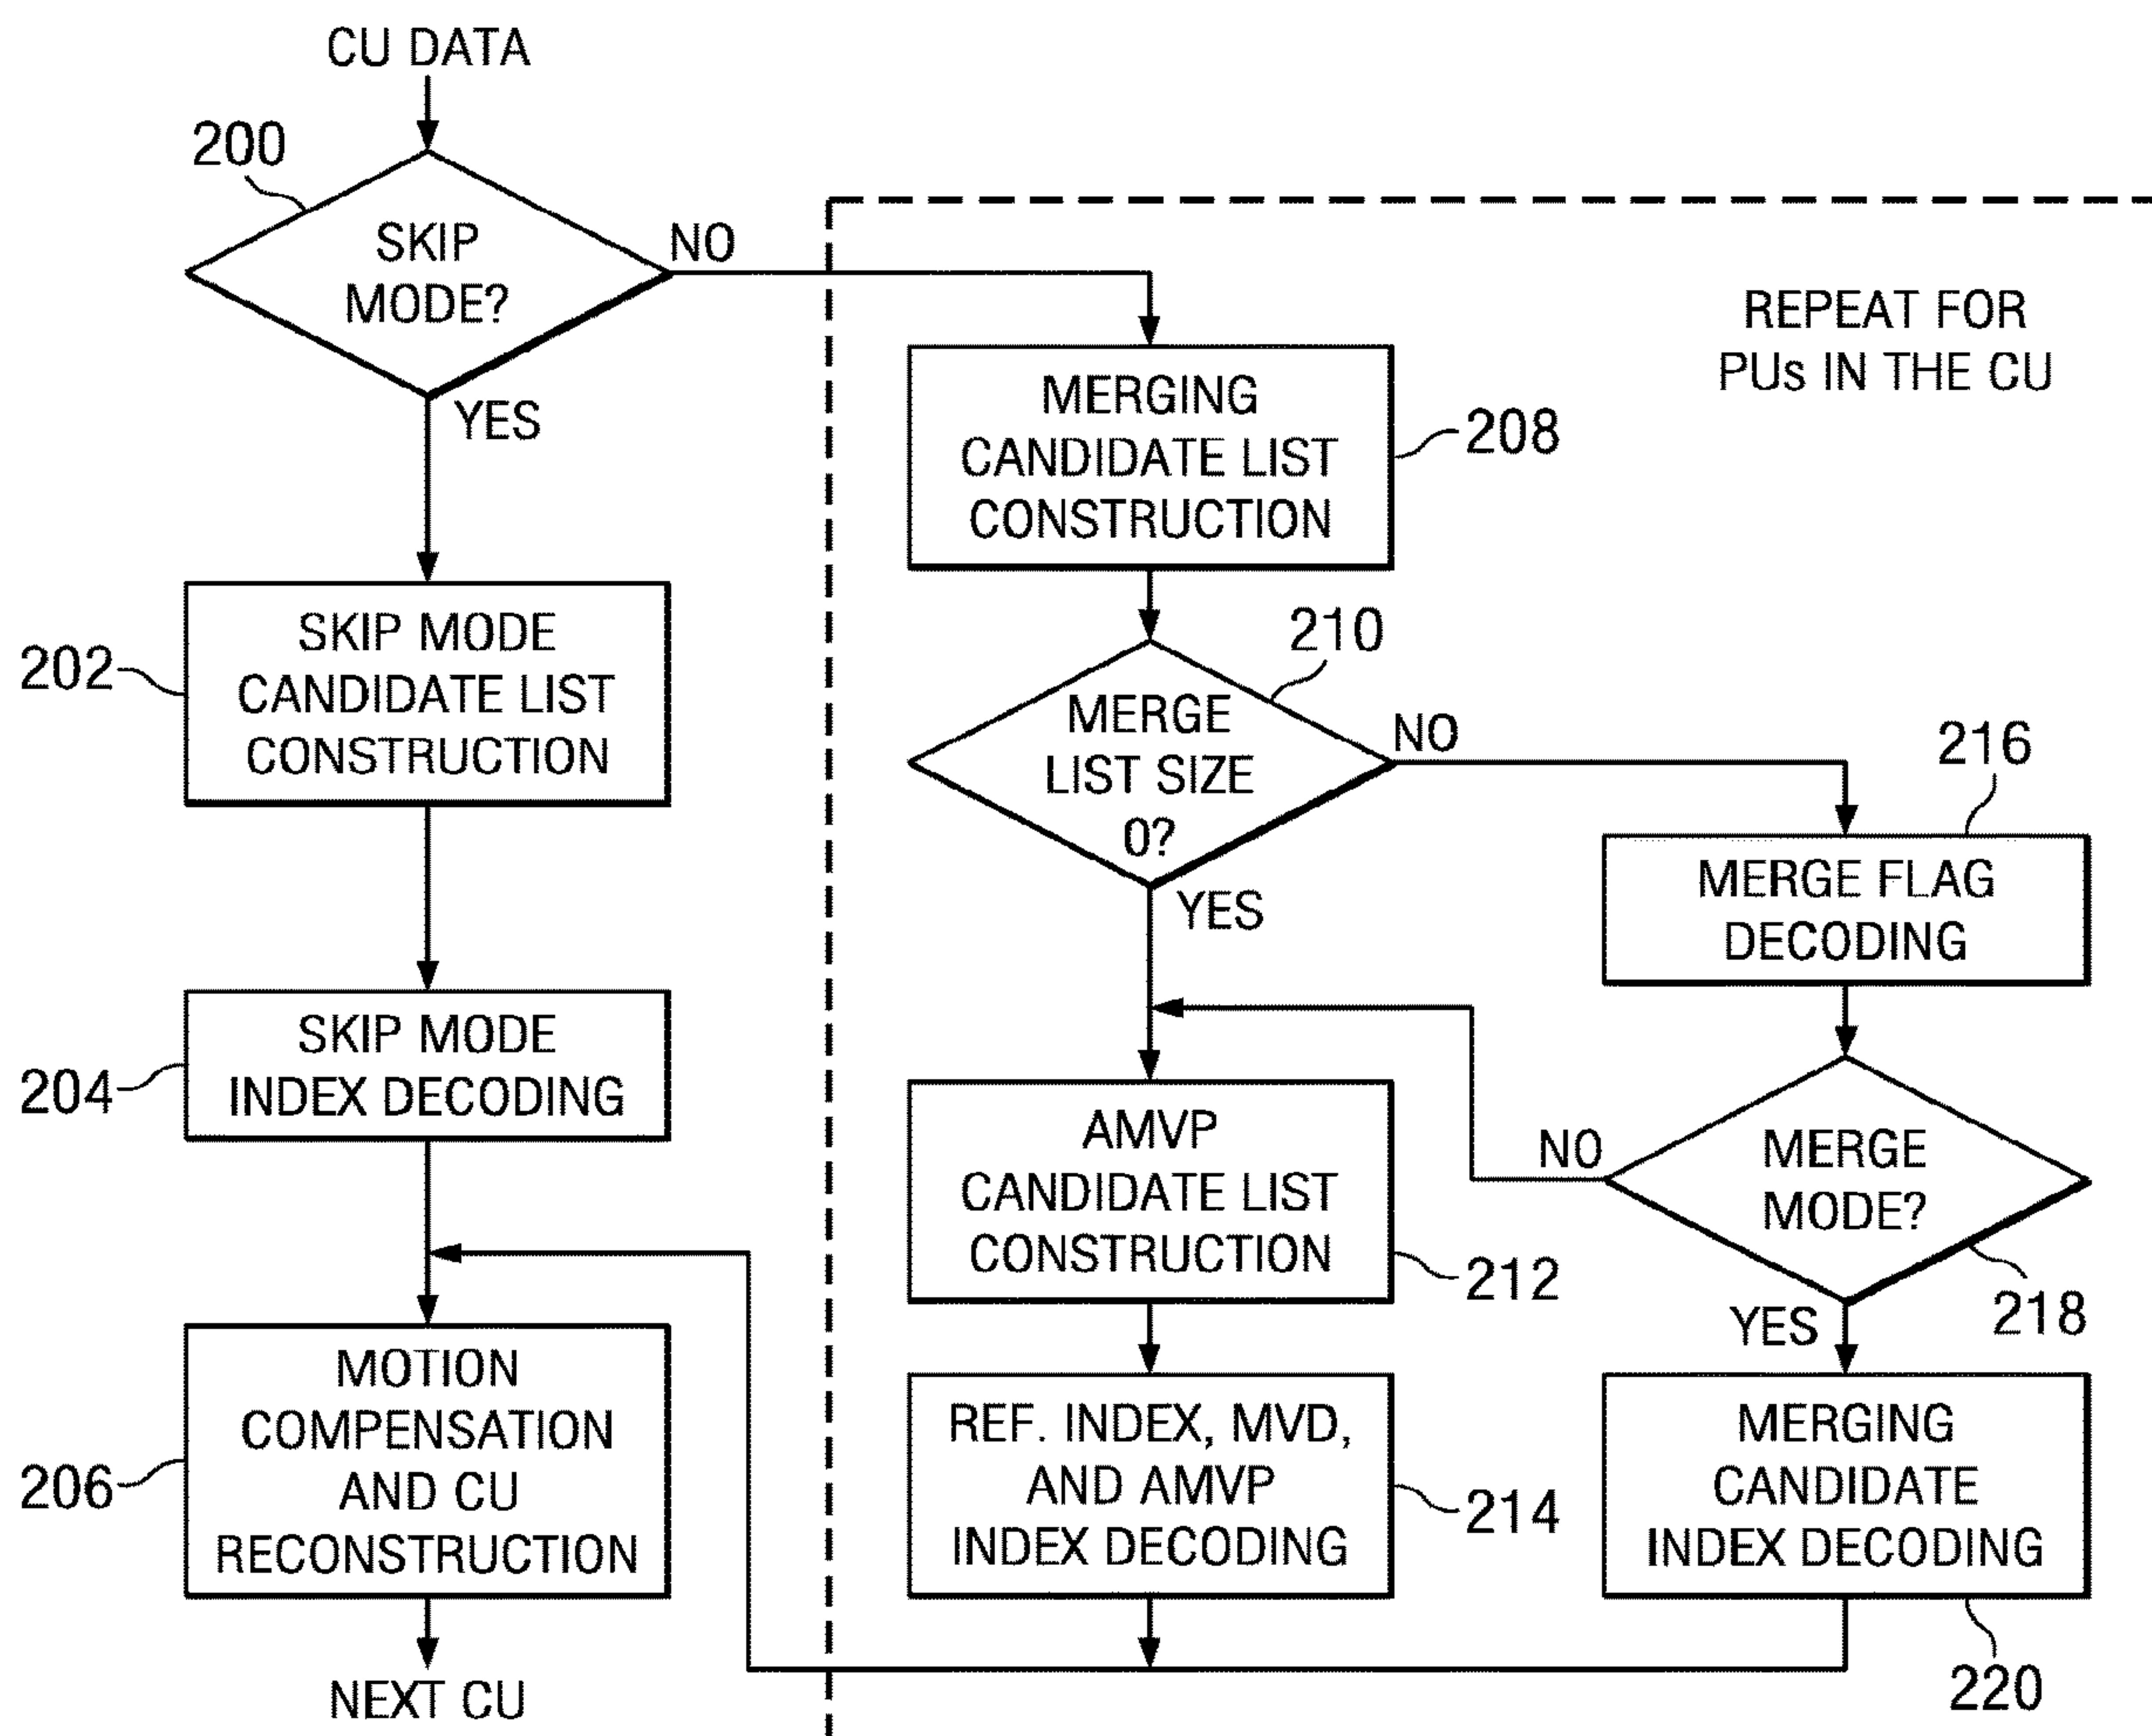 CU DATA
200
SKIP
MODE?
NO
YES
202
SKIP MODE
CANDIDATE LIST
CONSTRUCTION
204
SKIP MODE
INDEX DECODING
206
MOTION
COMPENSATION
AND CU
RECONSTRUCTION
NEXT CU
REPEAT FOR
PUs IN THE CU
MERGING
CANDIDATE LIST
CONSTRUCTION
208
210
MERGE
LIST SIZE
0?
NO
YES
216
MERGE FLAG
DECODING
AMVP
CANDIDATE LIST
CONSTRUCTION
212
NO
MERGE
MODE?
218
YES
REF. INDEX, MVD,
AND AMVP
INDEX DECODING
214
MERGING
CANDIDATE
INDEX DECODING
220